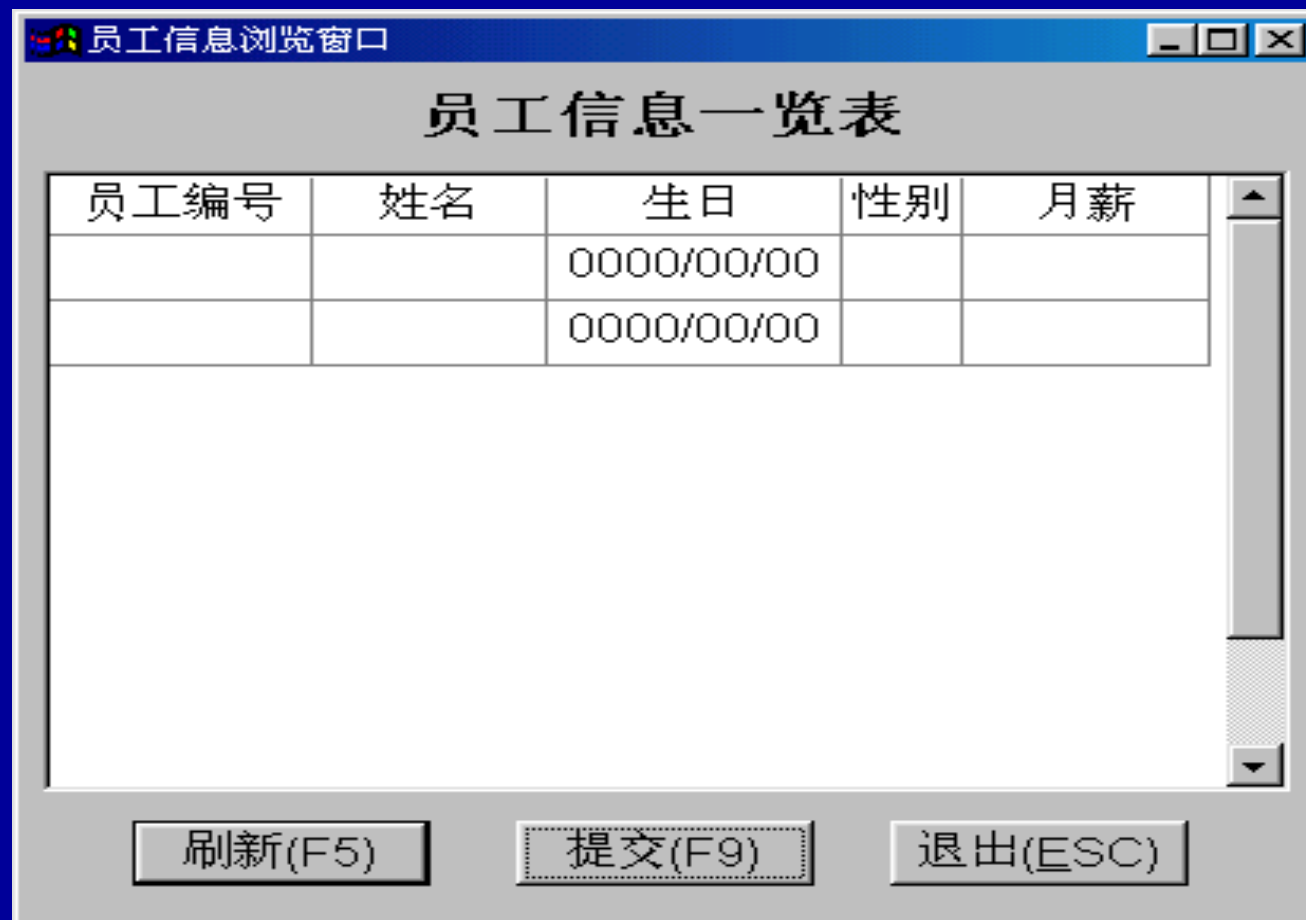 员工信息浏览窗口
员工信息一览表
员工编号 姓名 生日 性别 月薪
0000/00/00
0000/00/00
刷新(F5) 提交(F9) 退出(ESC)